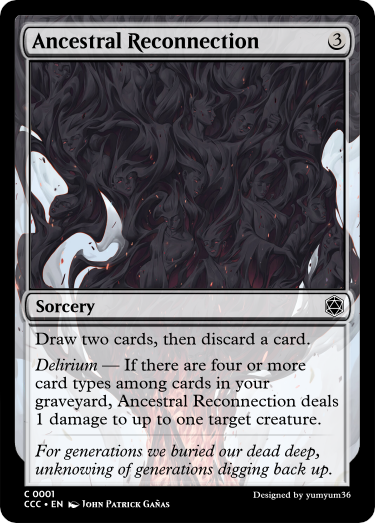 Ancestral Reconnection 3
Sorcery
Draw two cards, then discard a card.
Delirium — If there are four or more
card types among cards in your
graveyard, Ancestral Reconnection deals
1 damage to up to one target creature.
For generations we buried our dead deep,
unknowing of generations digging back up.
C 0001
CCC • EN John Patrick Gañas
Designed by yumyum36